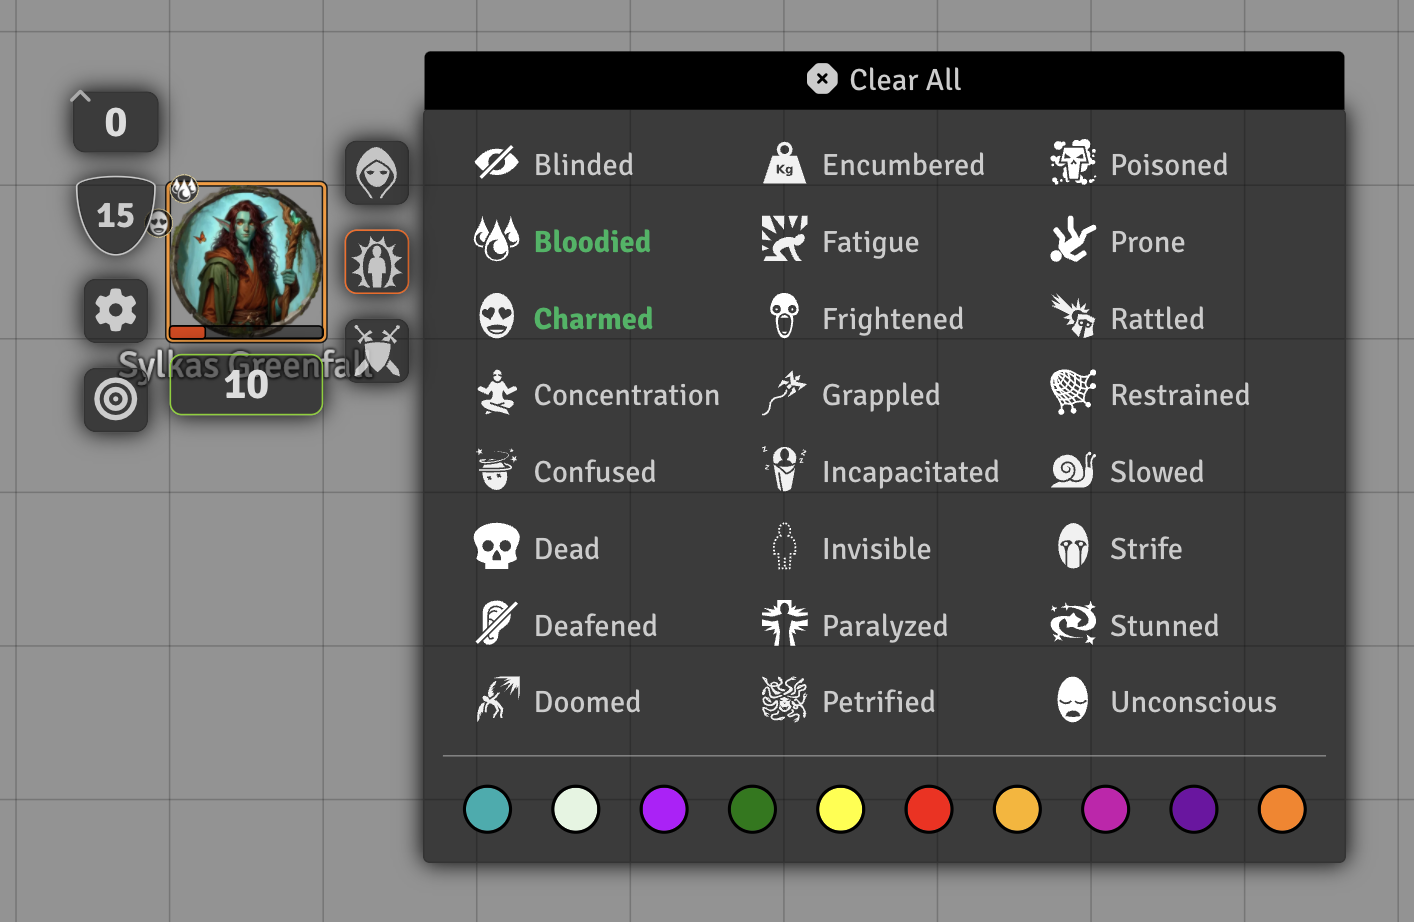 Clear All
0
15
Sylkas Greenfall
10
Blinded
Encumbered
Kg
Poisoned
Bloodied
Fatigue
Prone
Charmed
Frightened
Rattled
Concentration
Grappled
Restrained
Confused
Incapacitated
Slowed
Dead
Invisible
Strife
Deafened
Paralyzed
Stunned
Doomed
Petrified
Unconscious